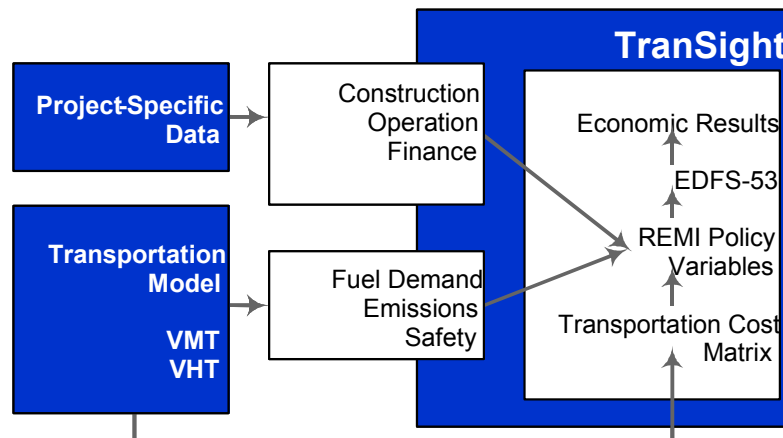 TranSight
Project-Specific
Data
Construction
Operation
Finance
Economic Results
EDFS-53
REMI Policy
Variables
Transportation Cost
Matrix
Transportation
Model
VMT
VHT
Fuel Demand
Emissions
Safety